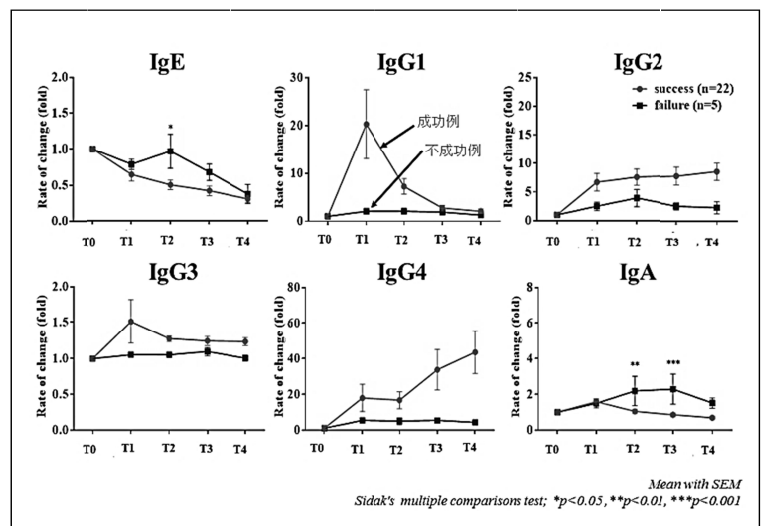 IgE
Rate of change (fold)
2.0
1.5
1.0
0.5
0.0
*
T0 T1 T2 T3 T4
IgG1
Rate of change (fold)
30
20
10
0
成功例
不成功例
T0 T1 T2 T3 T4
IgG2
Rate of change (fold)
25
20
15
10
5
0
success (n=22)
failure (n=5)
T0 T1 T2 T3 T4
IgG3
Rate of change (fold)
2.0
1.5
1.0
0.5
0.0
T0 T1 T2 T3 T4
IgG4
Rate of change (fold)
80
60
40
20
0
T0 T1 T2 T3 T4
IgA
Rate of change (fold)
8
6
4
2
0
**
***
T0 T1 T2 T3 T4
Mean with SEM
Sidak's multiple comparisons test; *p<0.05, **p<0.01, ***p<0.001